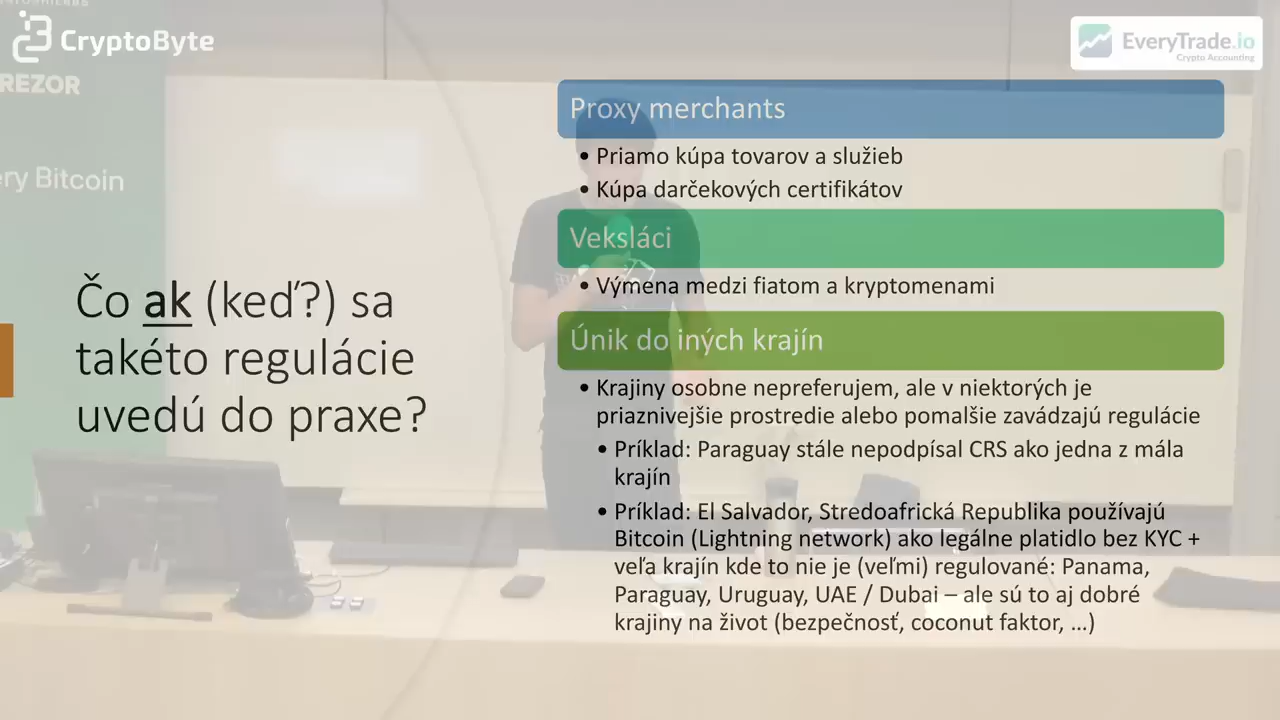 CryptoByte
REZOR
ery Bitcoin
EveryTrade.io
Crypto Accounting
Čo ak (keď?) sa
takéto regulácie
uvedú do praxe?
Proxy merchants
• Priamo kúpa tovarov a služieb
• Kúpa darčekových certifikátov
Veksláci
• Výmena medzi fiatom a kryptomenami
Únik do iných krajín
• Krajiny osobne nepreferujem, ale v niektorých je
priaznivejšie prostredie alebo pomalšie zavádzajú regulácie
• Príklad: Paraguay stále nepodpísal CRS ako jedna z mála
krajín
• Príklad: El Salvador, Stredoafrická Republika používajú
Bitcoin (Lightning network) ako legálne platidlo bez KYC +
veľa krajín kde to nie je (veľmi) regulované: Panama,
Paraguay, Uruguay, UAE / Dubai – ale sú to aj dobré
krajiny na život (bezpečnosť, coconut faktor, ...)